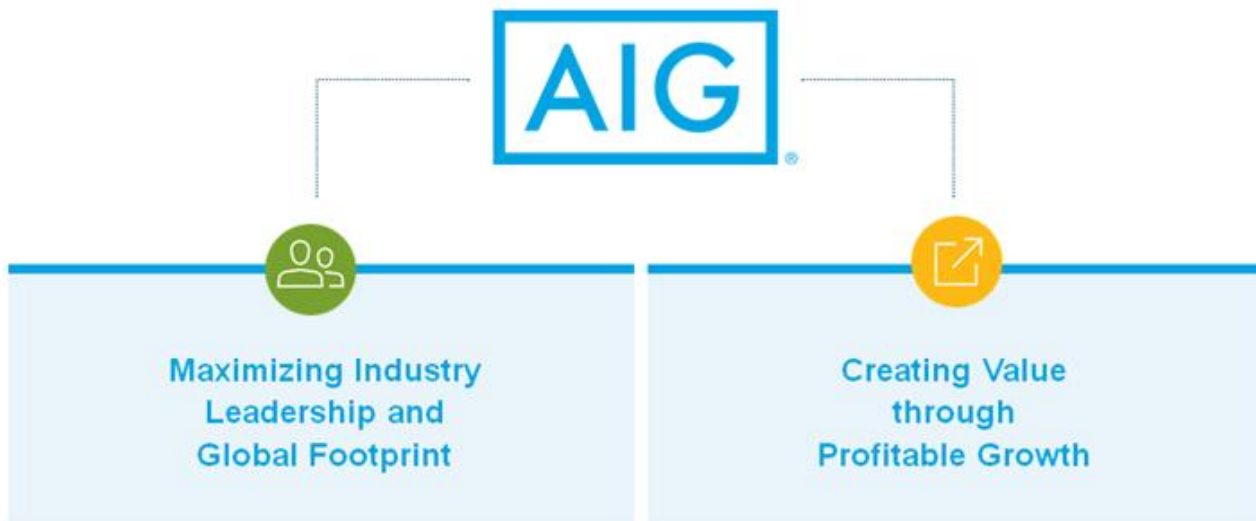 AIG
®
Maximizing Industry
Leadership and
Global Footprint
Creating Value
through
Profitable Growth